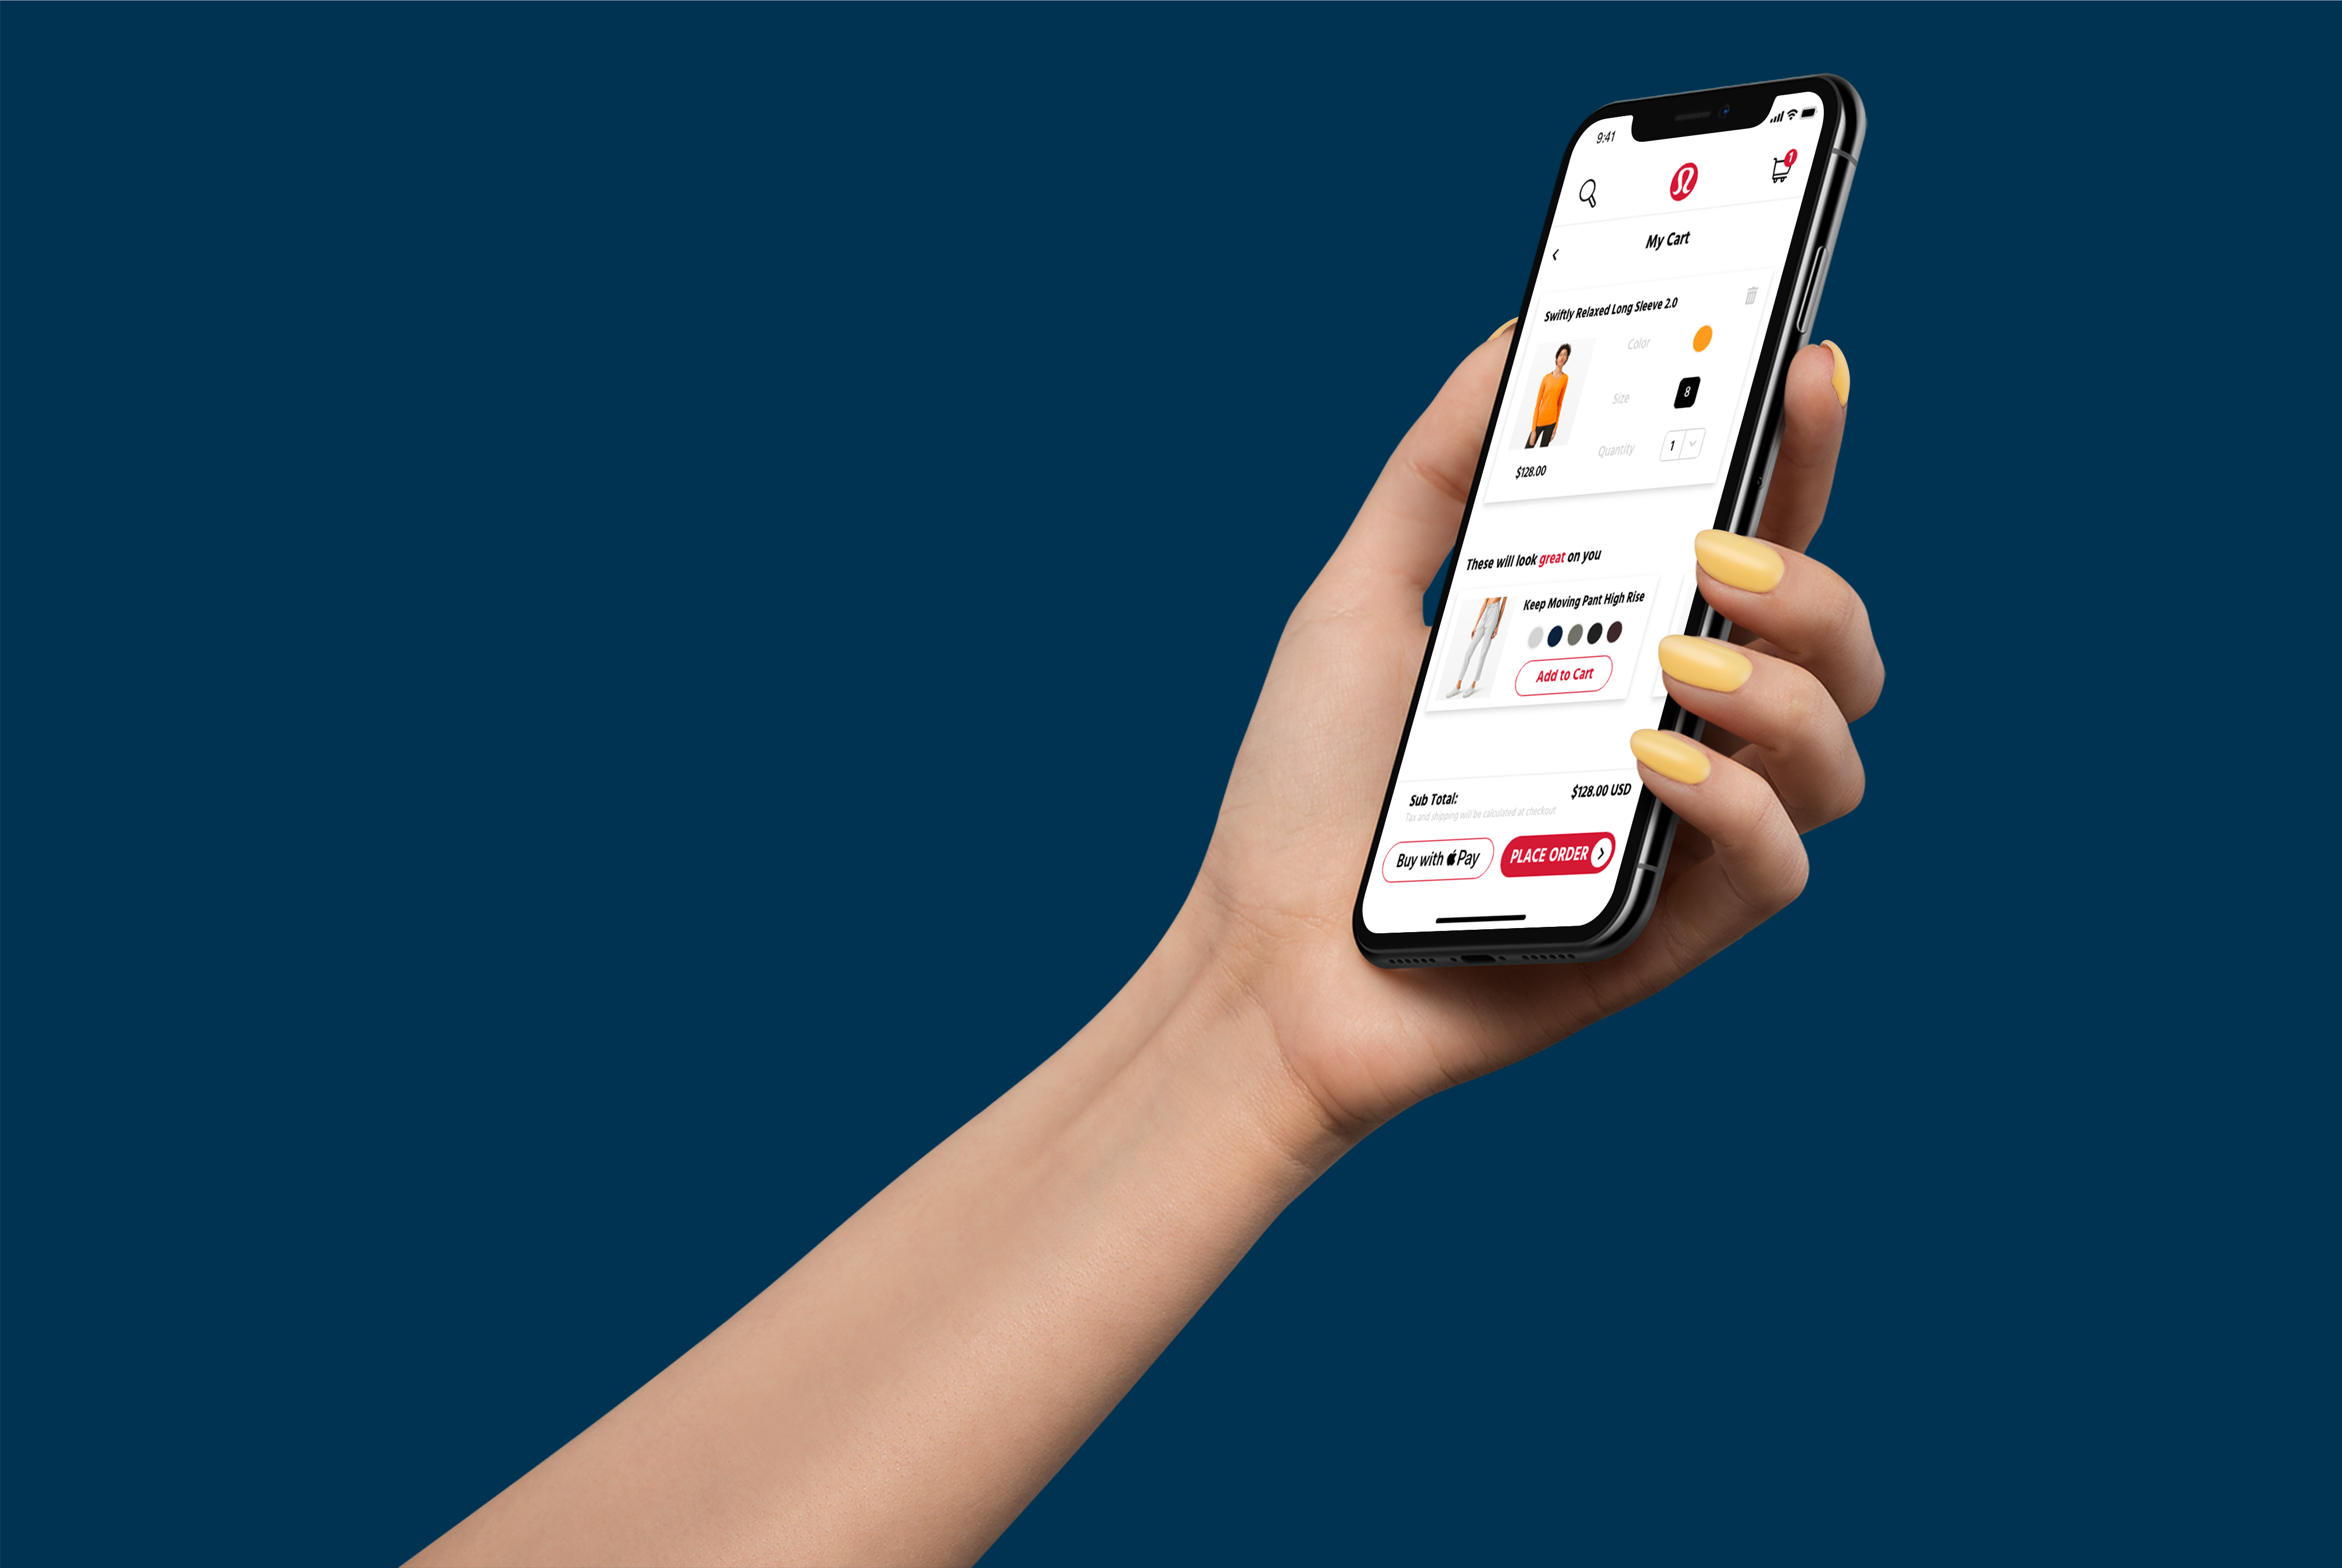 9:41
1
My Cart
Swiftly Relaxed Long Sleeve 2.0
Color
Size 8
Quantity 1
$128.00
These will look great on you
Keep Moving Pant High Rise
Add to Cart
Sub Total: $128.00 USD
Tax and shipping will be calculated at checkout
Buy with Pay
PLACE ORDER